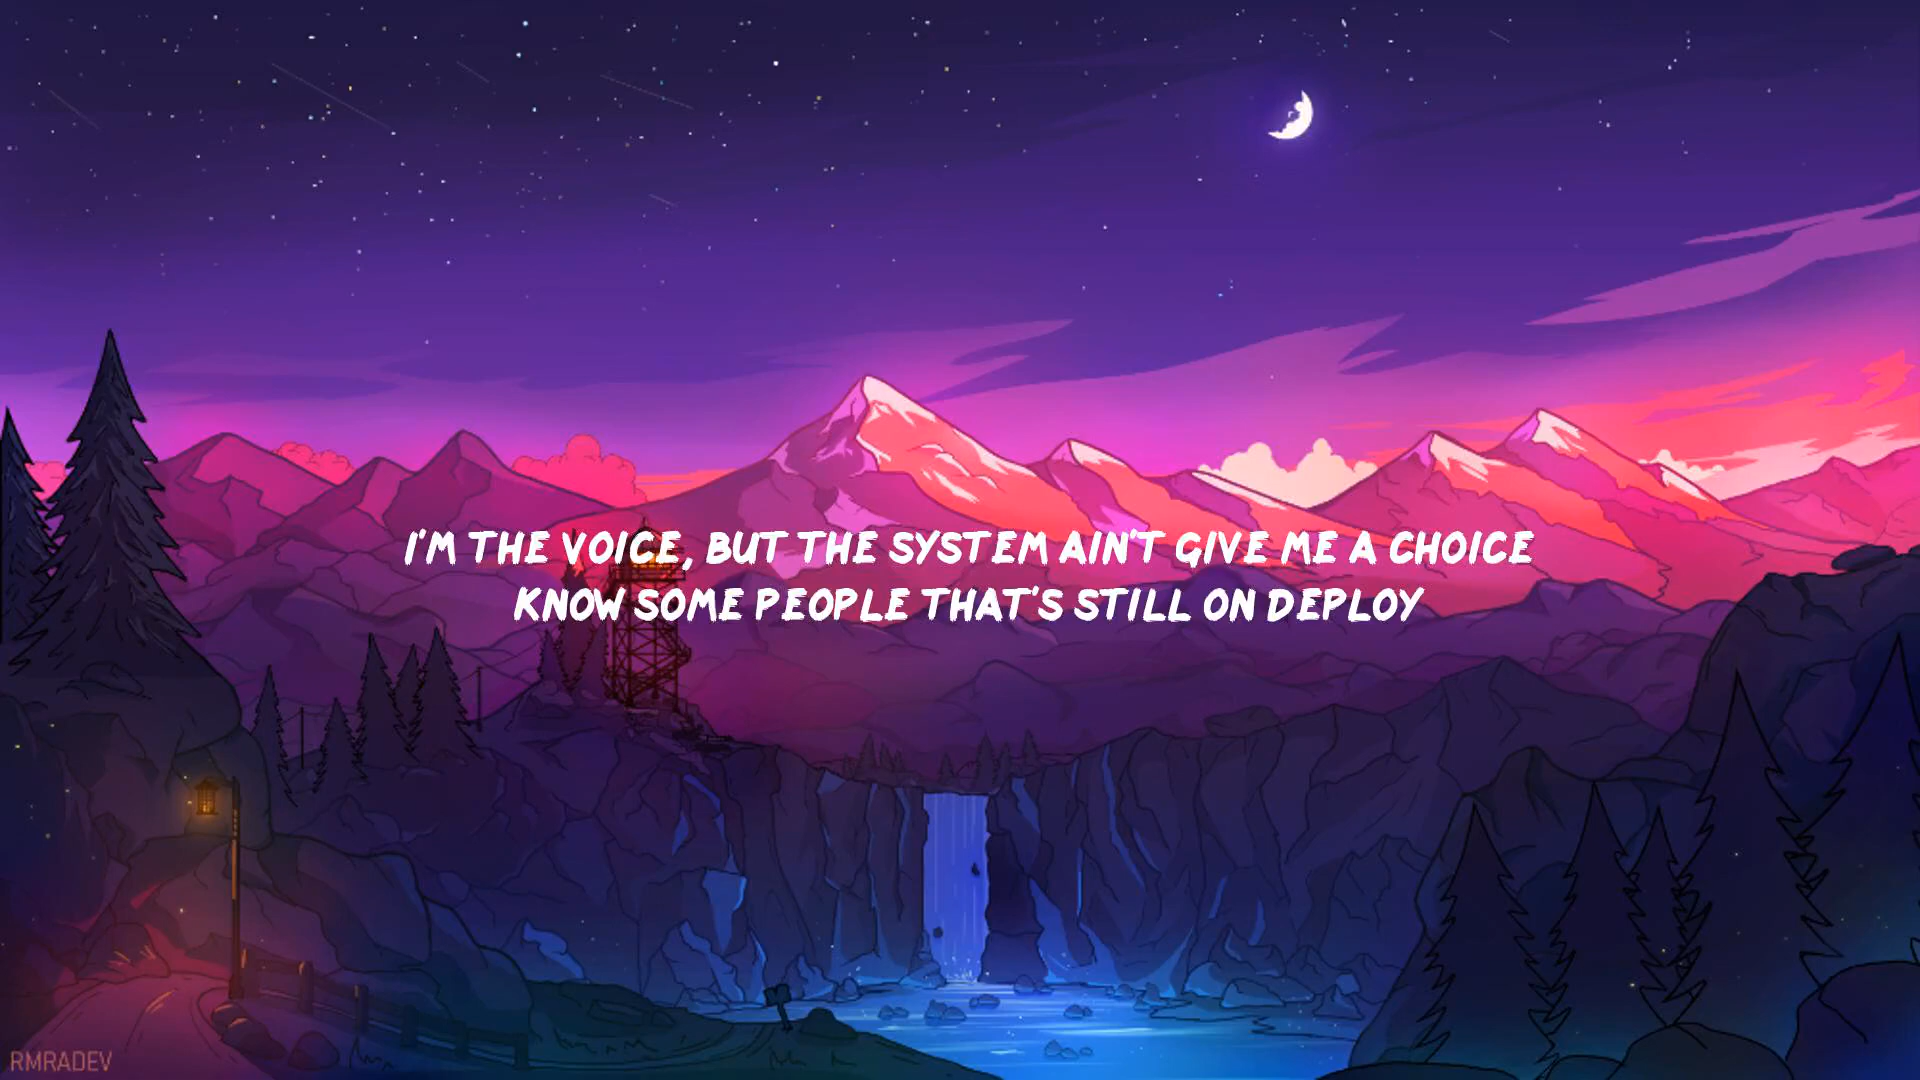 I'M THE VOICE, BUT THE SYSTEM AIN'T GIVE ME A CHOICE
KNOW SOME PEOPLE THAT'S STILL ON DEPLOY
RMRADEV